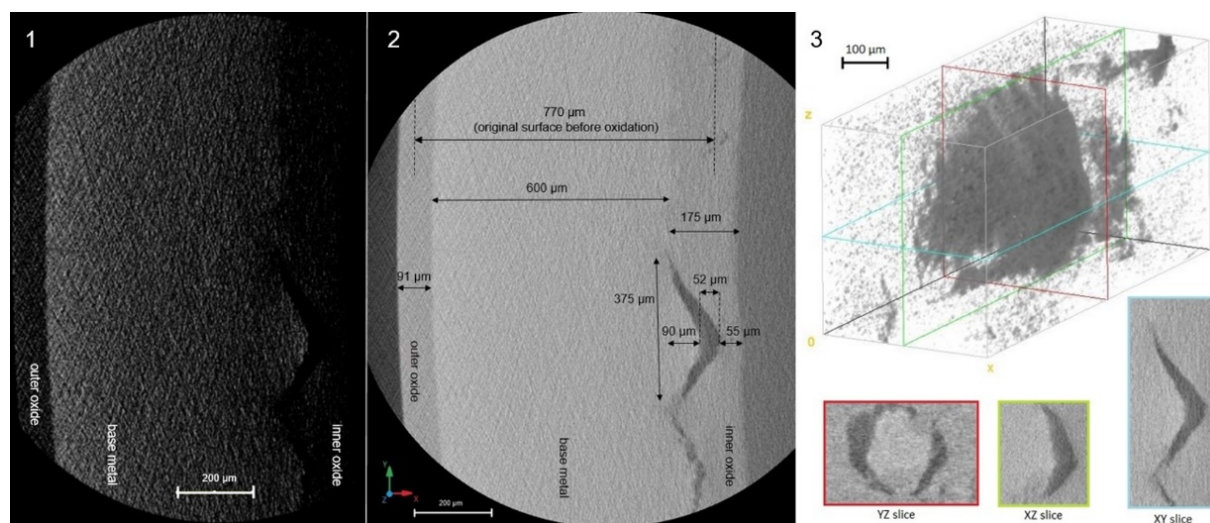 1
outer oxide
base metal
inner oxide
200 µm
2
770 µm
(original surface before oxidation)
600 µm
175 µm
52 µm
91 µm
375 µm
90 µm
55 µm
outer oxide
base metal
inner oxide
Y
Z
X
200 µm
3
100 µm
z
0
x
YZ slice
XZ slice
XY slice